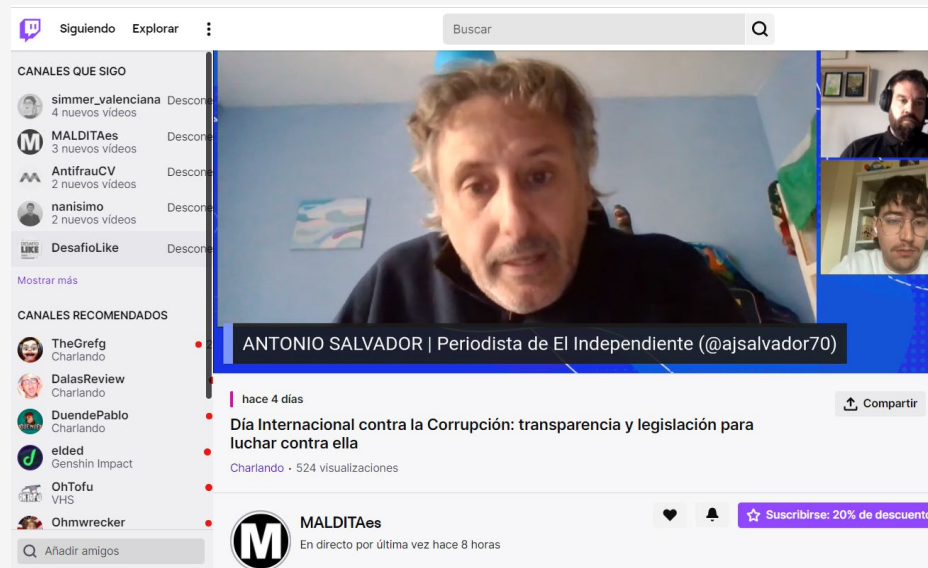 Siguiendo
Explorar
Buscar
CANALES QUE SIGO
simmer_valenciana Descone
4 nuevos vídeos
MALDITAes Descone
3 nuevos vídeos
AntifrauCV Descone
2 nuevos vídeos
nanisimo Descone
2 nuevos vídeos
DesafioLike Descone
Mostrar más
CANALES RECOMENDADOS
TheGrefg
Charlando
DalasReview
Charlando
DuendePablo
Charlando
elded
Genshin Impact
OhTofu
VHS
Ohmwrecker
Añadir amigos
ANTONIO SALVADOR | Periodista de El Independiente (@ajsalvador70)
hace 4 días
Compartir
Día Internacional contra la Corrupción: transparencia y legislación para
luchar contra ella
Charlando • 524 visualizaciones
M
MALDITAes
En directo por última vez hace 8 horas
Suscribirse: 20% de descuento